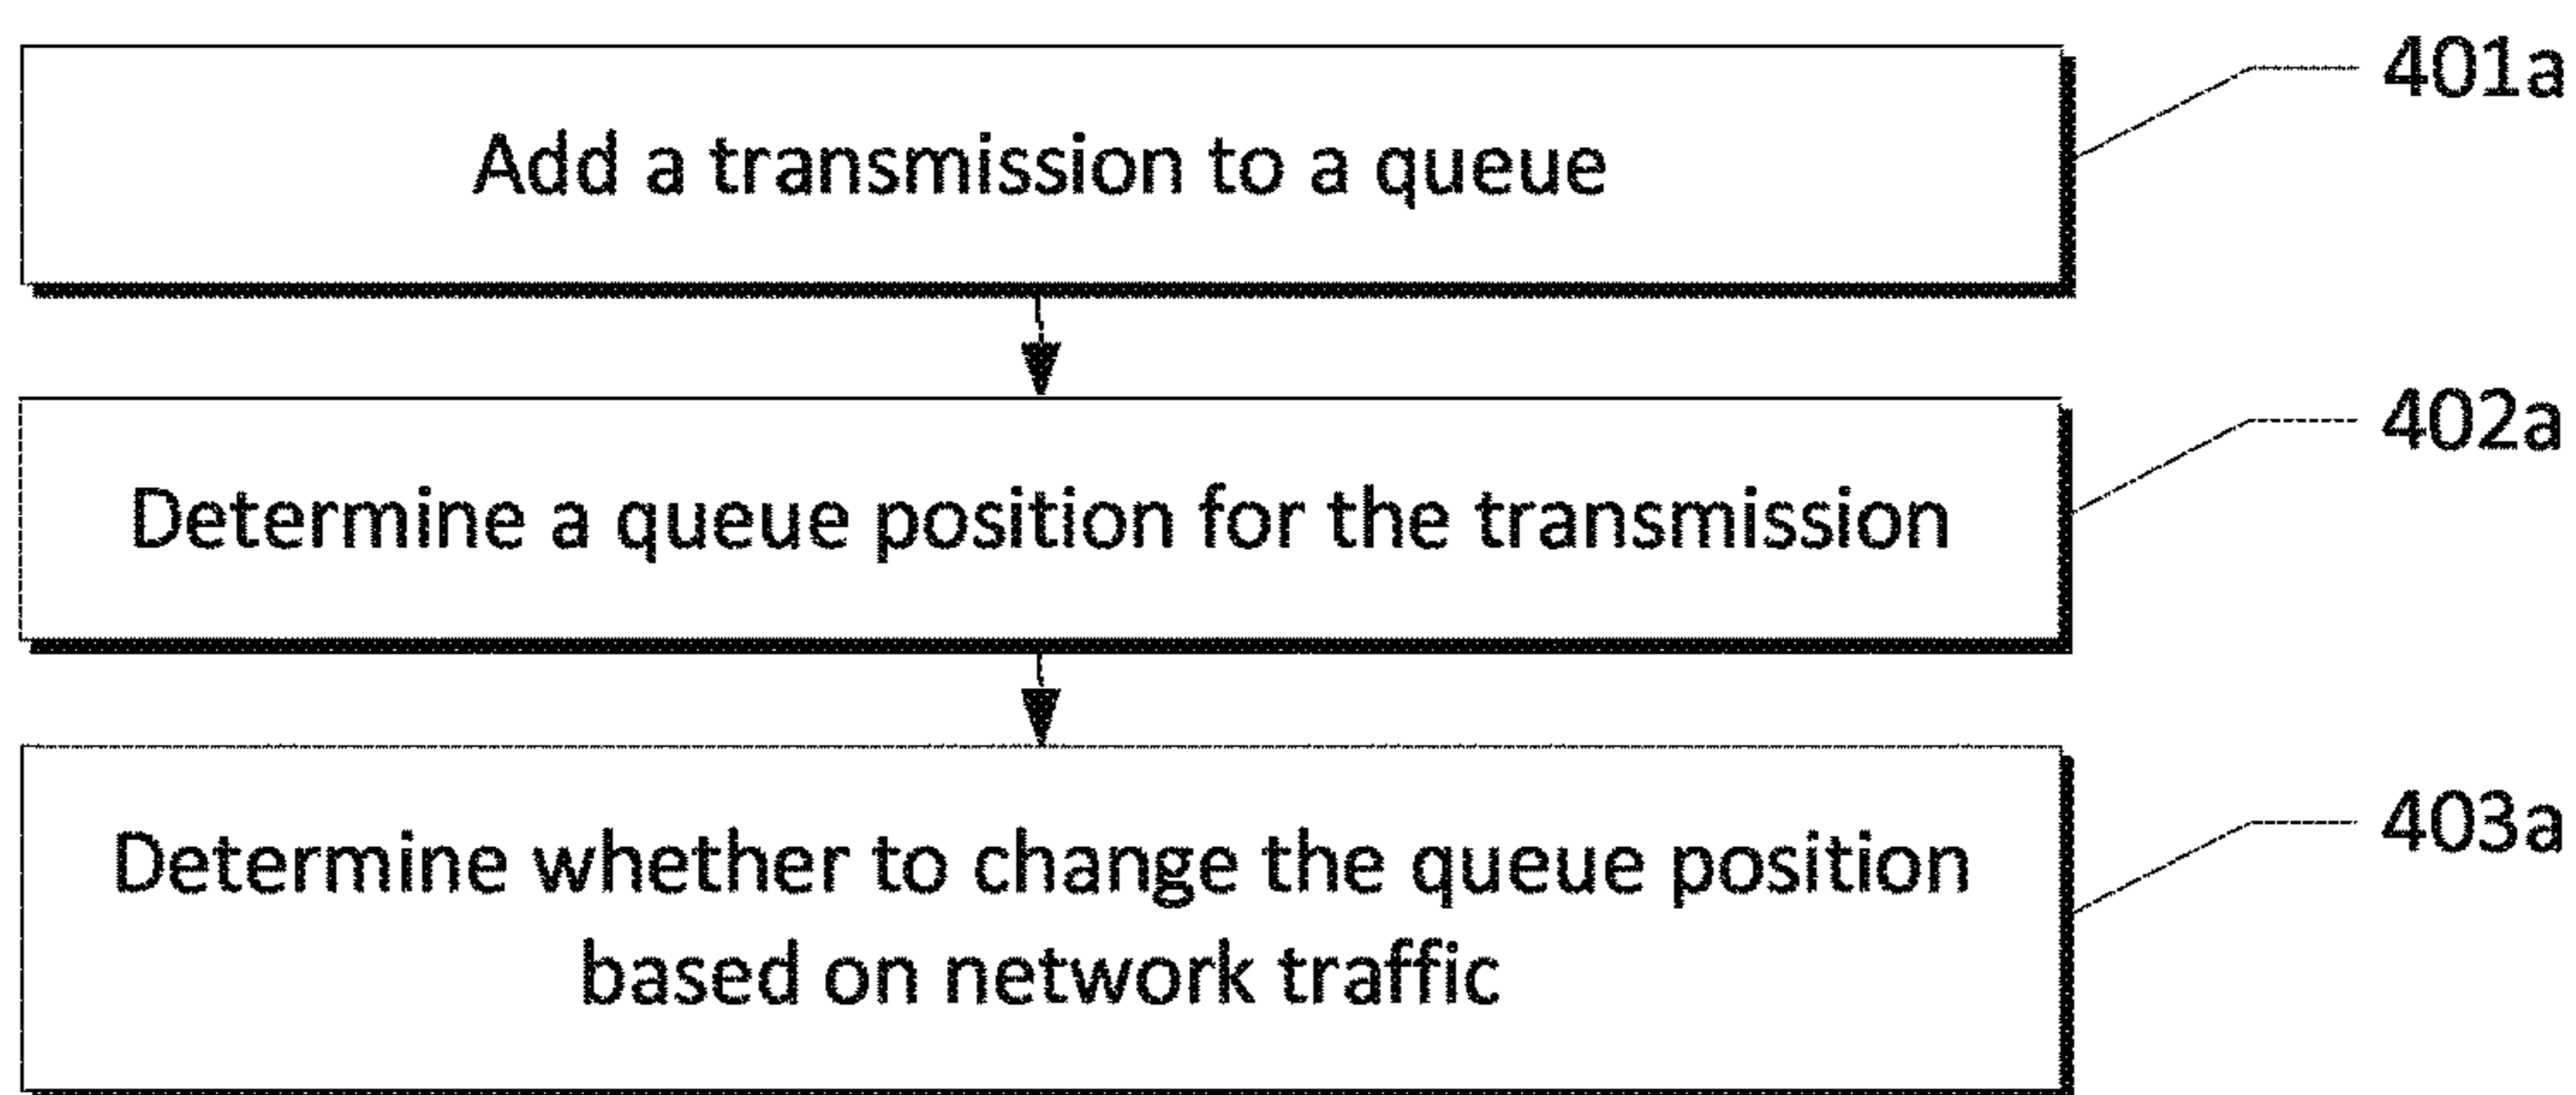 Add a transmission to a queue
401a
Determine a queue position for the transmission
402a
Determine whether to change the queue position
based on network traffic
403a